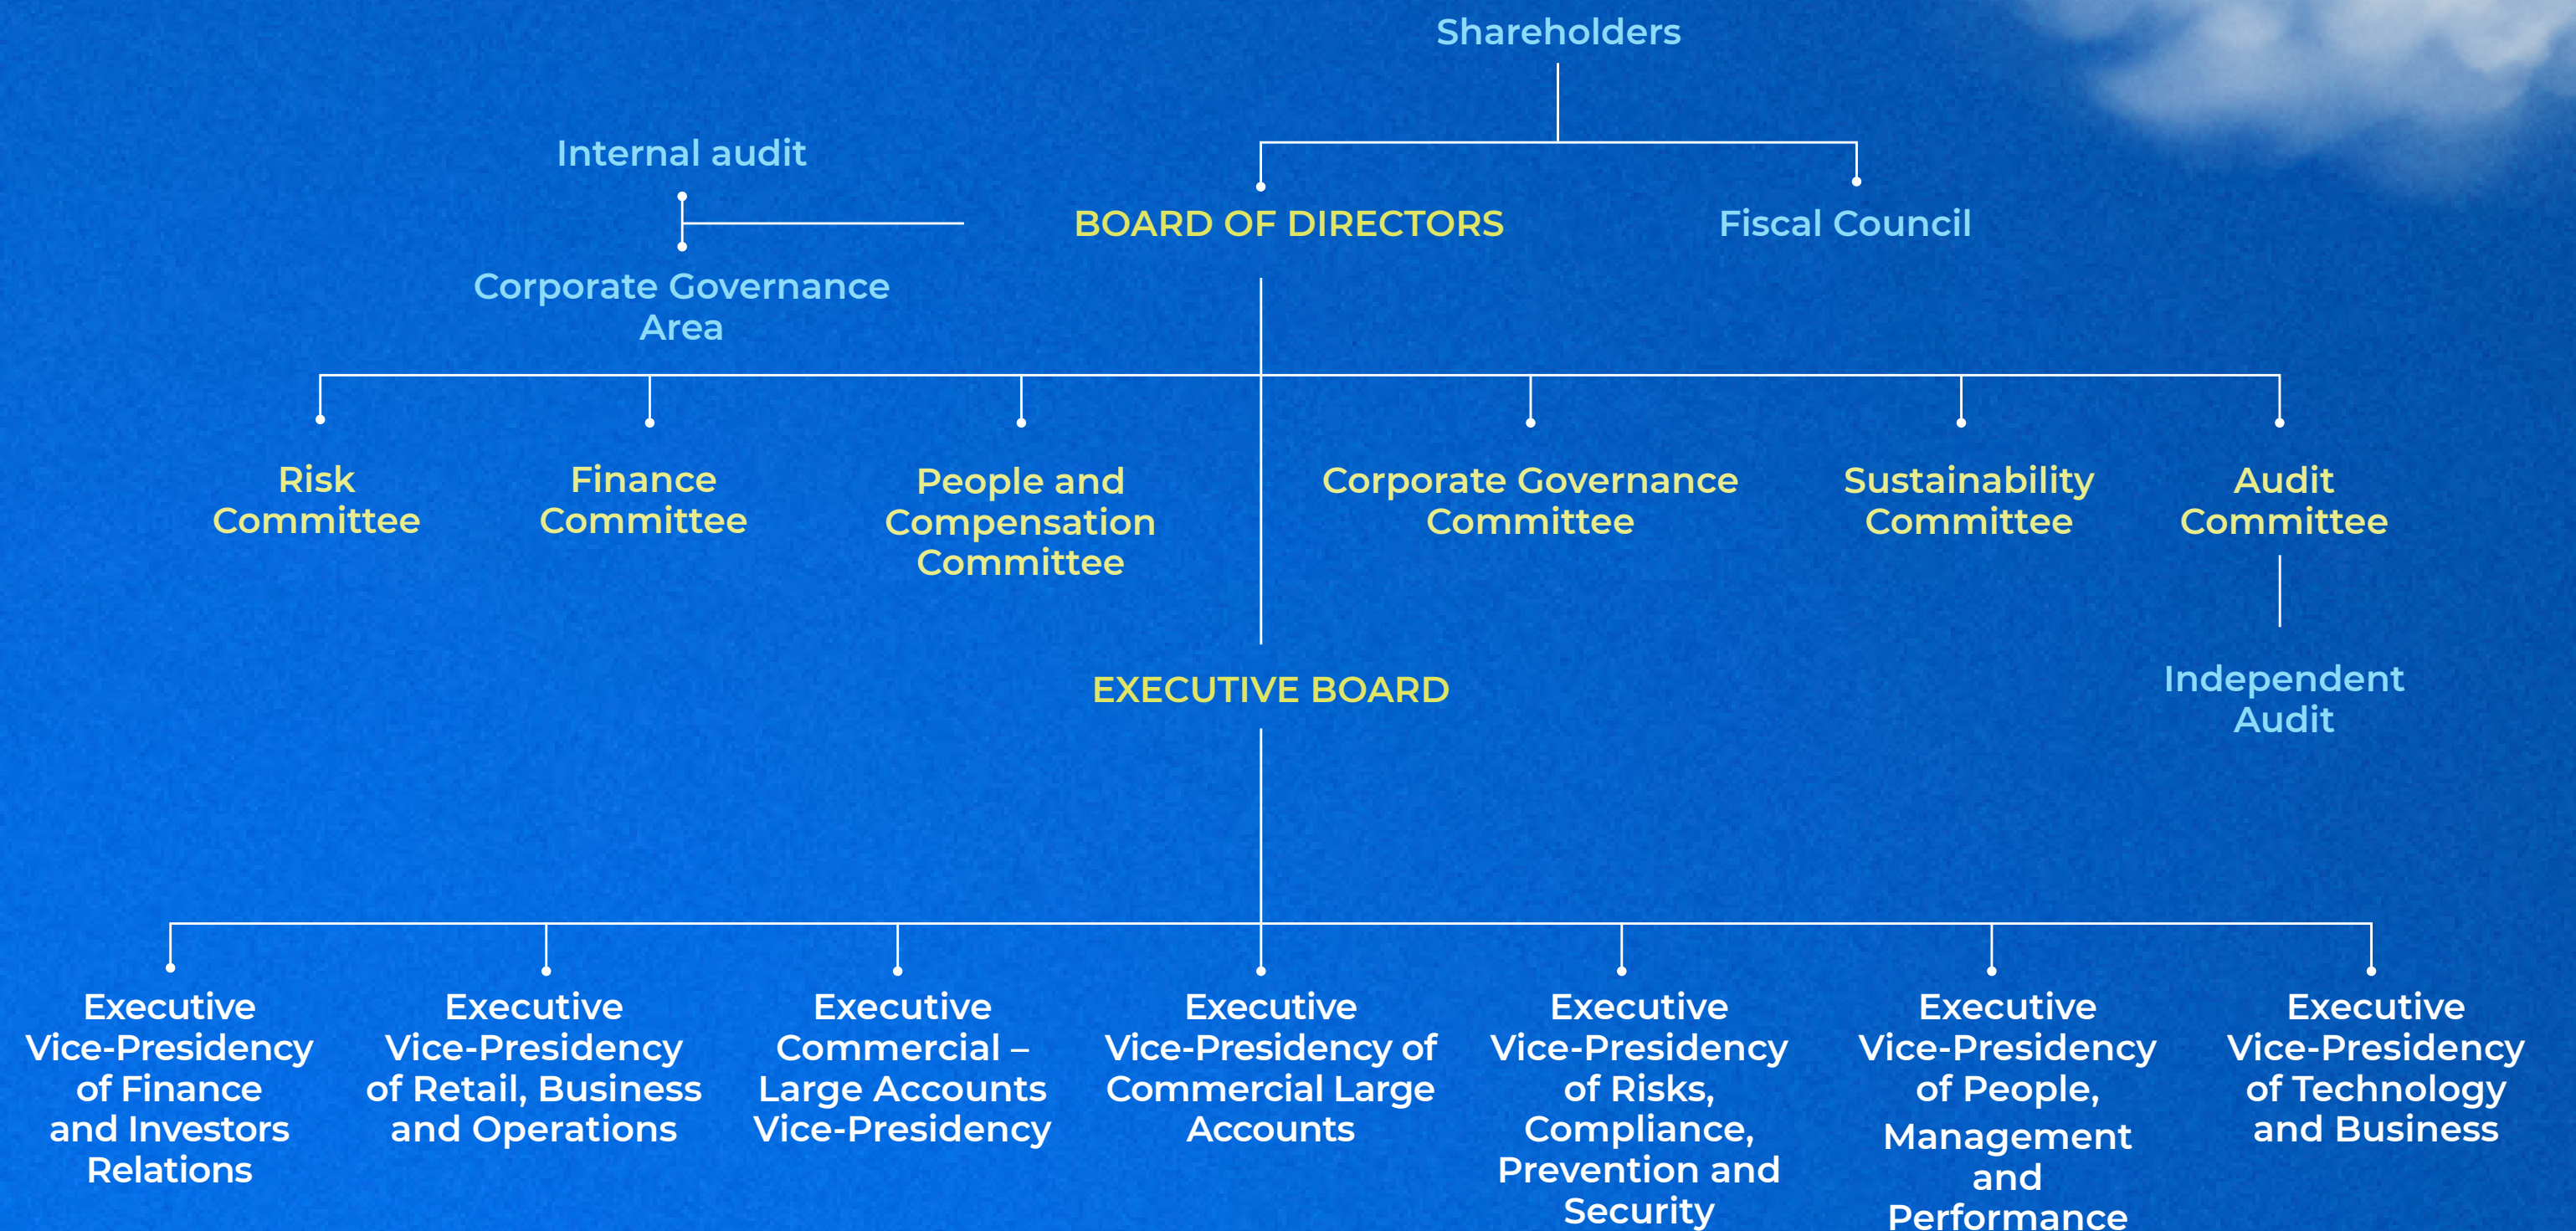 Shareholders
Internal audit
BOARD OF DIRECTORS
Fiscal Council
Corporate Governance
Area
Risk
Committee
Finance
Committee
People and
Compensation
Committee
Corporate Governance
Committee
Sustainability
Committee
Audit
Committee
EXECUTIVE BOARD
Independent
Audit
Executive
Vice-Presidency
of Finance
and Investors
Relations
Executive
Vice-Presidency
of Retail, Business
and Operations
Executive
Commercial –
Large Accounts
Vice-Presidency
Executive
Vice-Presidency of
Commercial Large
Accounts
Executive
Vice-Presidency
of Risks,
Compliance,
Prevention and
Security
Executive
Vice-Presidency
of People,
Management
and
Performance
Executive
Vice-Presidency
of Technology
and Business